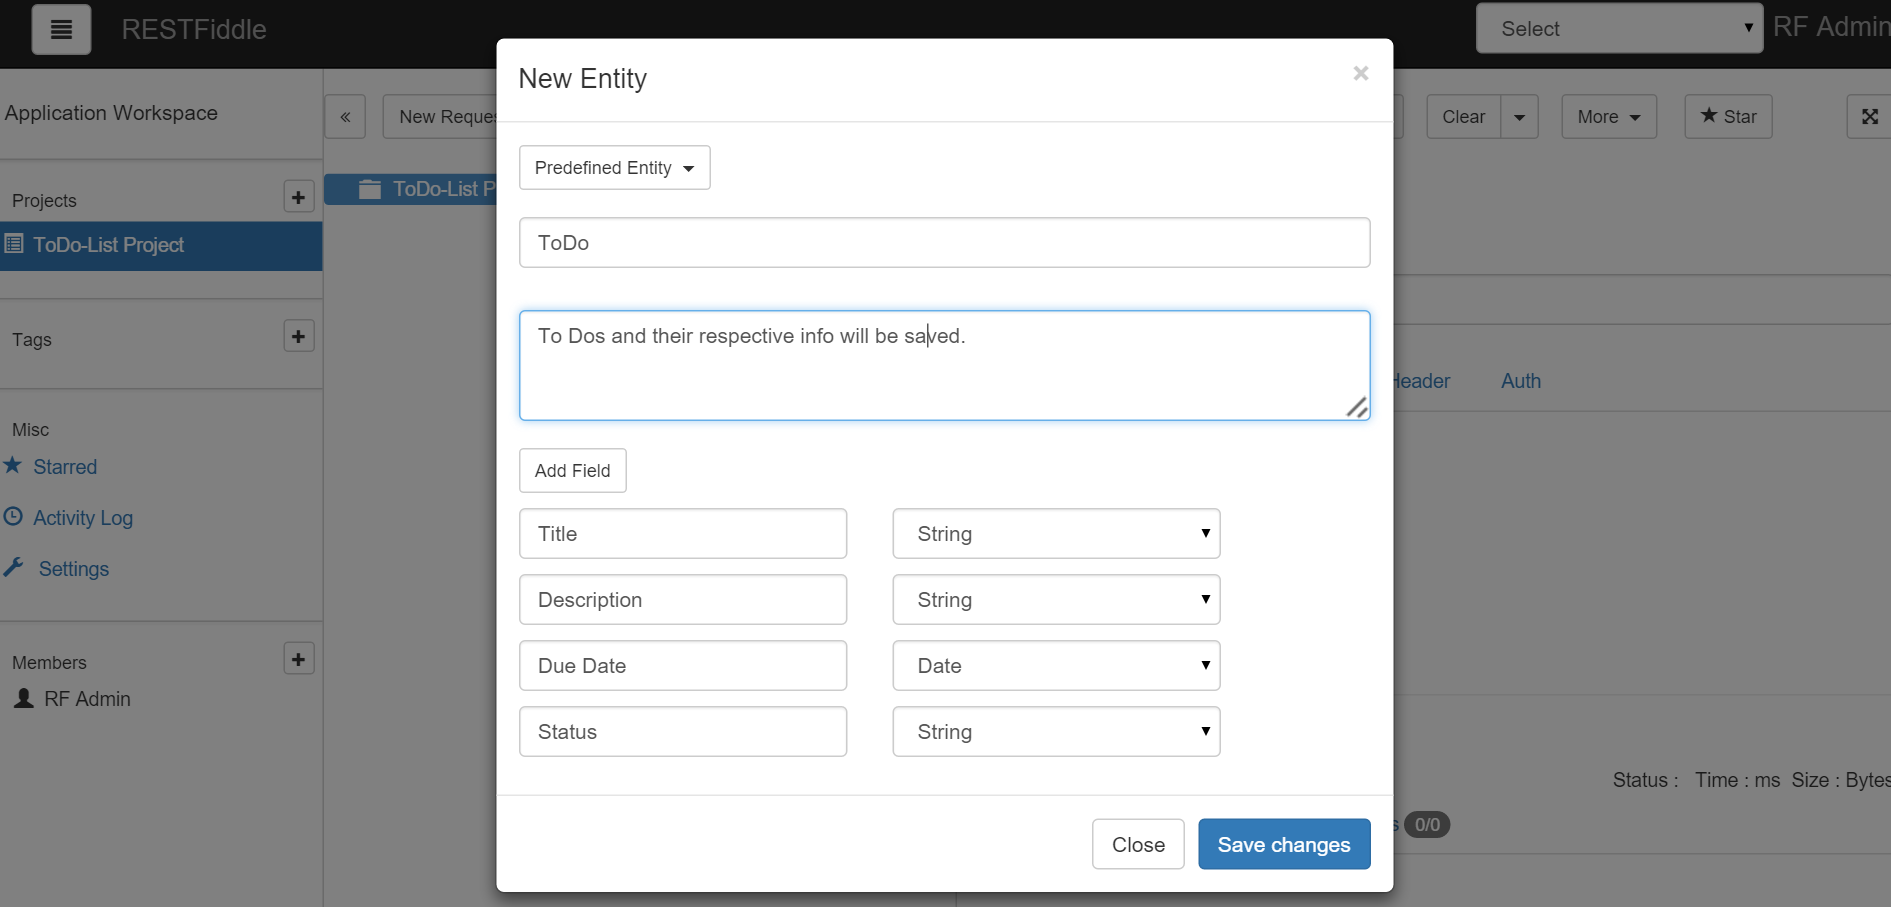 RESTFiddle
Select
RF Admin
New Entity
×
Application Workspace
«
New Reques
Clear
More
Star
Predefined Entity
Projects
ToDo-List P
ToDo-List Project
ToDo
Tags
To Dos and their respective info will be saved.
Header
Auth
Misc
Starred
Activity Log
Settings
Add Field
Title
String
Description
String
Due Date
Date
Status
String
Members
RF Admin
Status : Time : ms Size : Bytes
s 0/0
Close
Save changes